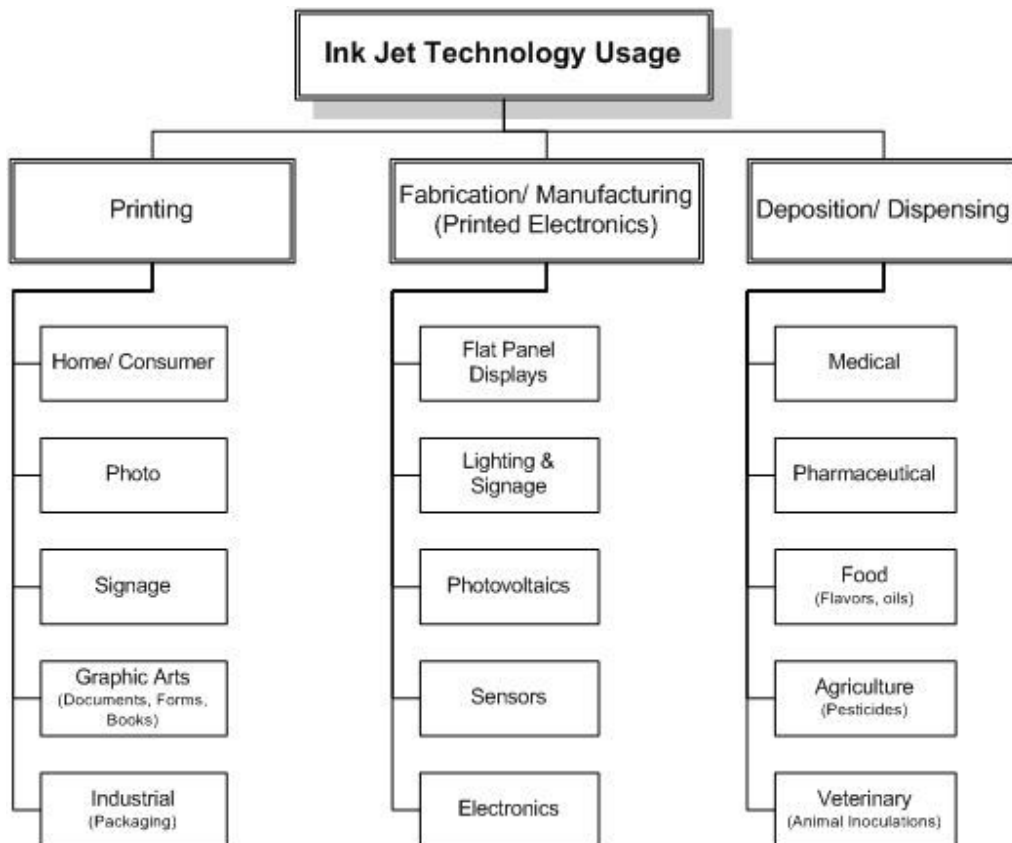 Ink Jet Technology Usage
Printing
Fabrication/ Manufacturing
(Printed Electronics)
Deposition/ Dispensing
Home/ Consumer
Photo
Signage
Graphic Arts
(Documents, Forms,
Books)
Industrial
(Packaging)
Flat Panel
Displays
Lighting &
Signage
Photovoltaics
Sensors
Electronics
Medical
Pharmaceutical
Food
(Flavors, oils)
Agriculture
(Pesticides)
Veterinary
(Animal Inoculations)